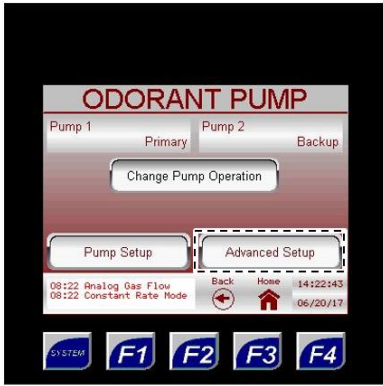 ODORANT PUMP
Pump 1
Primary
Pump 2
Backup
Change Pump Operation
Pump Setup
Advanced Setup
08:22 Analog Gas Flow
08:22 Constant Rate Mode
Back
Home
14:22:43
06/20/17
SYSTEM
F1
F2
F3
F4